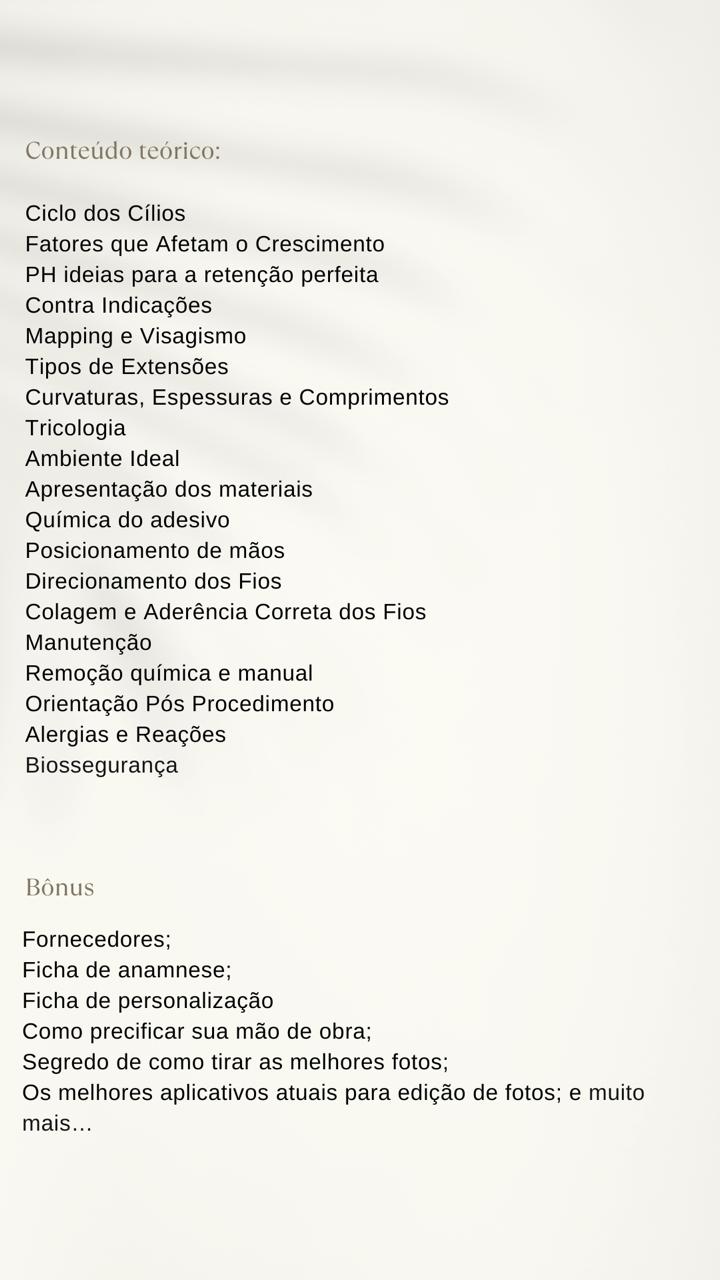 Conteúdo teórico:
Ciclo dos Cílios
Fatores que Afetam o Crescimento
PH ideias para a retenção perfeita
Contra Indicações
Mapping e Visagismo
Tipos de Extensões
Curvaturas, Espessuras e Comprimentos
Tricologia
Ambiente Ideal
Apresentação dos materiais
Química do adesivo
Posicionamento de mãos
Direcionamento dos Fios
Colagem e Aderência Correta dos Fios
Manutenção
Remoção química e manual
Orientação Pós Procedimento
Alergias e Reações
Biossegurança
Bônus
Fornecedores;
Ficha de anamnese;
Ficha de personalização
Como precificar sua mão de obra;
Segredo de como tirar as melhores fotos;
Os melhores aplicativos atuais para edição de fotos; e muito
mais...